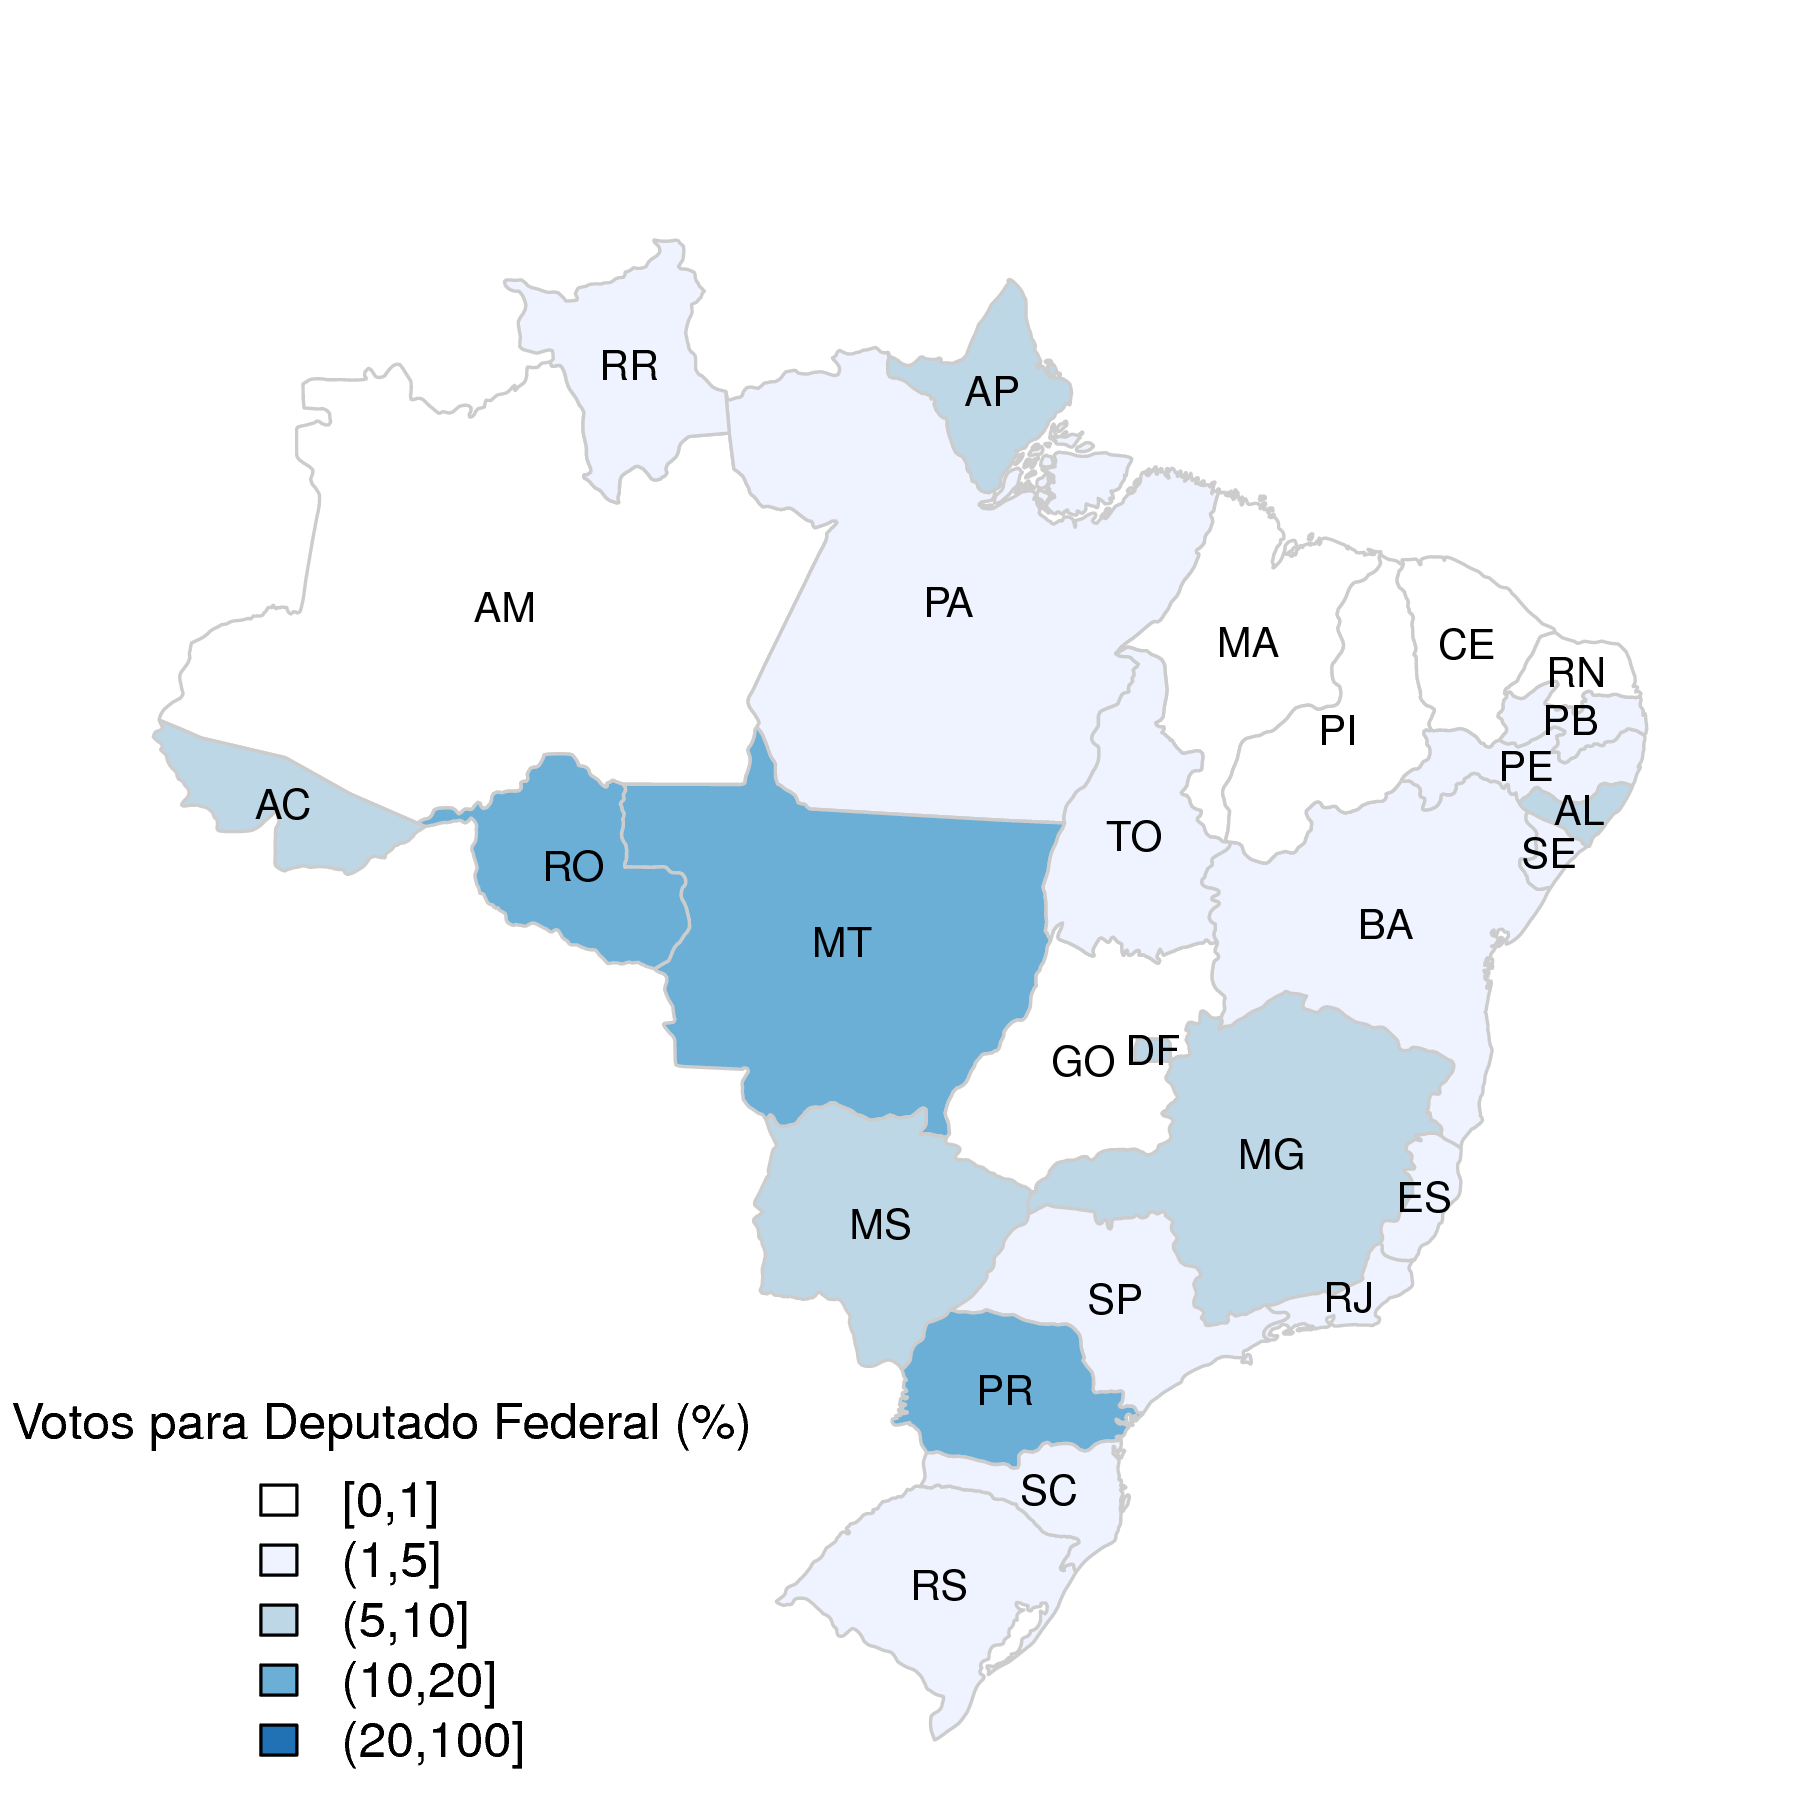 RR
AP
AM
PA
MA
CE
RN
PB
PI
PE
AC
AL
TO
SE
RO
BA
MT
DF
GO
MG
ES
MS
RJ
SP
PR
SC
RS
Votos para Deputado Federal (%)
[0,1]
(1,5]
(5,10]
(10,20]
(20,100]